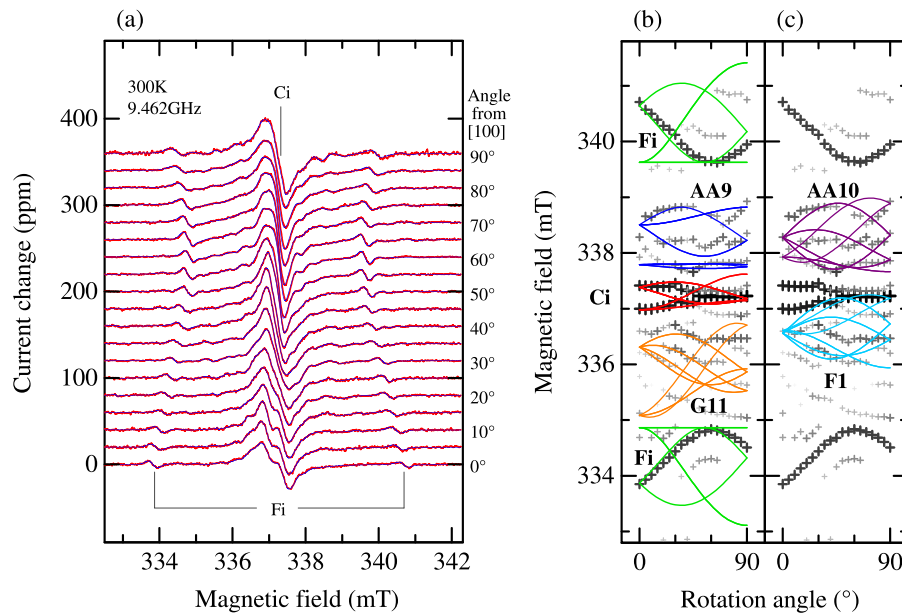 (a)
(b)
(c)
300K
9.462GHz
Ci
Angle
from
[100]
400
300
200
100
0
Current change (ppm)
90°
80°
70°
60°
50°
40°
30°
20°
10°
0°
Fi
334
336
338
340
342
Magnetic field (mT)
Magnetic field (mT)
340
338
Ci
336
334
Fi
AA9
G11
Fi
AA10
F1
0
90
0
90
Rotation angle (°)